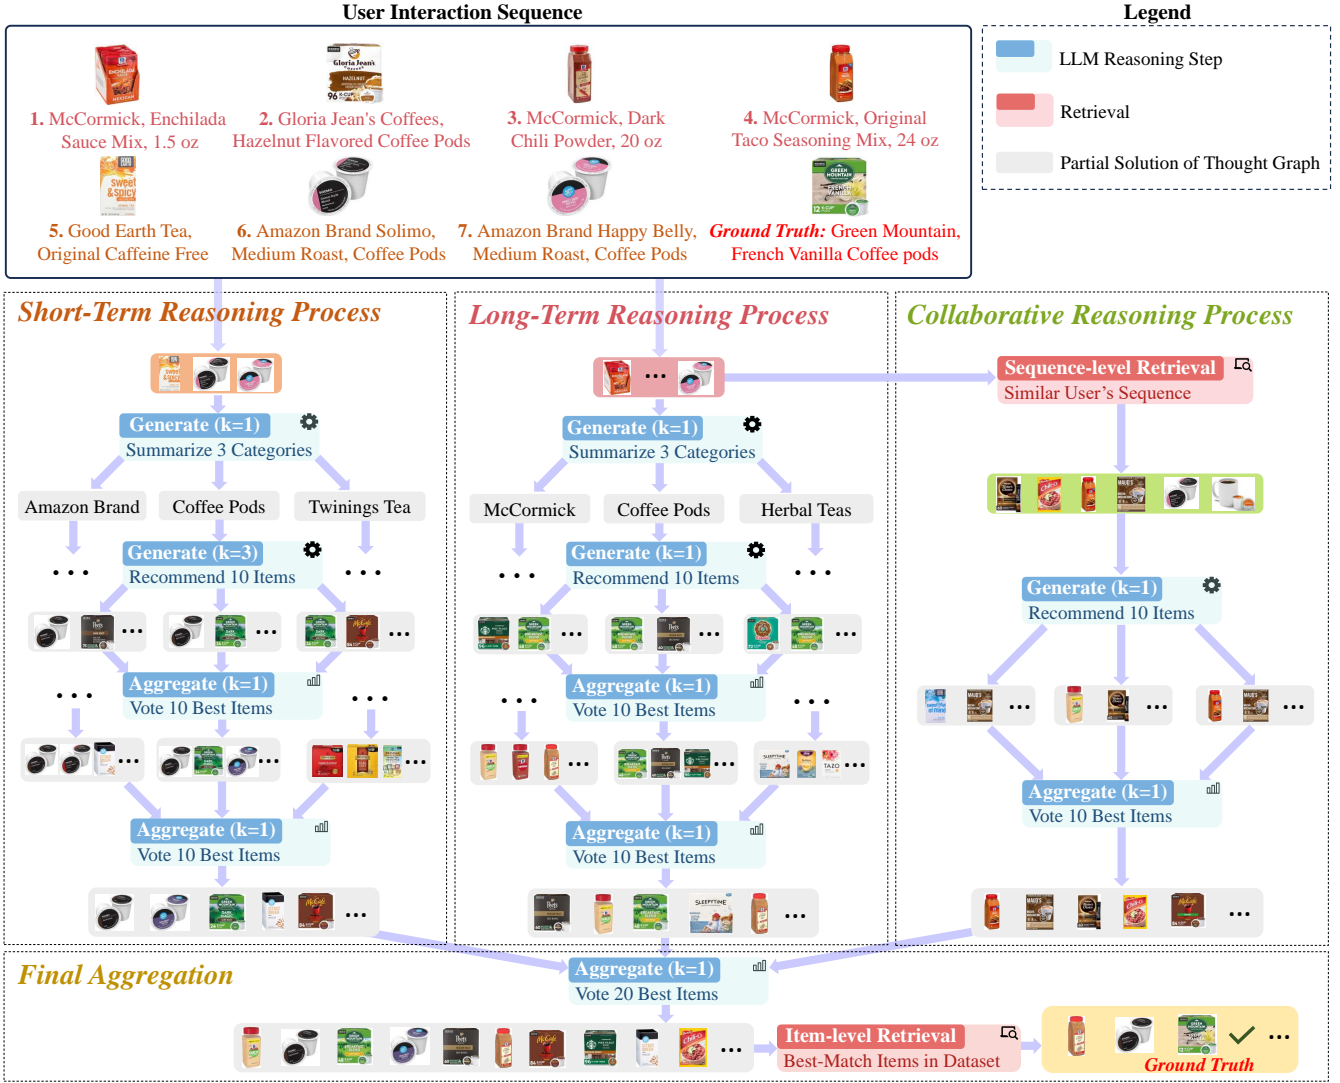 User Interaction Sequence
Legend
1. McCormick, Enchilada
Sauce Mix, 1.5 oz
2. Gloria Jean's Coffees,
Hazelnut Flavored Coffee Pods
3. McCormick, Dark
Chili Powder, 20 oz
4. McCormick, Original
Taco Seasoning Mix, 24 oz
5. Good Earth Tea,
Original Caffeine Free
6. Amazon Brand Solimo,
Medium Roast, Coffee Pods
7. Amazon Brand Happy Belly,
Medium Roast, Coffee Pods
Ground Truth: Green Mountain,
French Vanilla Coffee pods
LLM Reasoning Step
Retrieval
Partial Solution of Thought Graph
Short-Term Reasoning Process
Generate (k=1)
Summarize 3 Categories
Amazon Brand
Coffee Pods
Twinings Tea
Generate (k=3)
Recommend 10 Items
Aggregate (k=1)
Vote 10 Best Items
Aggregate (k=1)
Vote 10 Best Items
Long-Term Reasoning Process
Generate (k=1)
Summarize 3 Categories
McCormick
Coffee Pods
Herbal Teas
Generate (k=1)
Recommend 10 Items
Aggregate (k=1)
Vote 10 Best Items
Aggregate (k=1)
Vote 10 Best Items
Collaborative Reasoning Process
Sequence-level Retrieval
Similar User's Sequence
Generate (k=1)
Recommend 10 Items
Aggregate (k=1)
Vote 10 Best Items
Final Aggregation
Aggregate (k=1)
Vote 20 Best Items
Item-level Retrieval
Best-Match Items in Dataset
Ground Truth